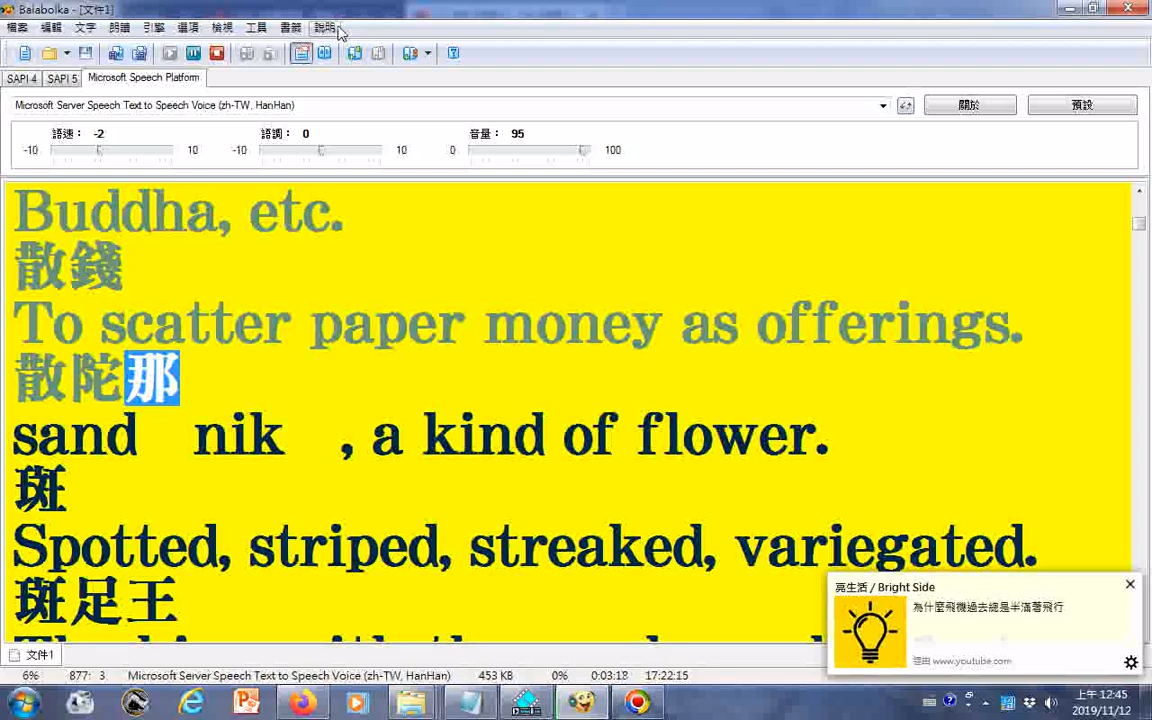 Balabolka - [文件1]
檔案 編輯 文字 朗讀 引擎 選項 檢視 工具 書籤 說明
SAPI 4 SAPI 5 Microsoft Speech Platform
Microsoft Server Speech Text to Speech Voice (zh-TW, HanHan) 關於 預設
語速： -2 語調： 0 音量： 95
-10 10 -10 10 0 100
Buddha, etc.
散錢
To scatter paper money as offerings.
散陀那
sand nik , a kind of flower.
斑
Spotted, striped, streaked, variegated.
斑足王
亮生活 / Bright Side
為什麼飛機過去總是半滿著飛行
經由 www.youtube.com
文件1
6% 877: 3 Microsoft Server Speech Text to Speech Voice (zh-TW, HanHan) 453 KB 0% 0:03:18 17:22:15
上午 12:45
2019/11/12